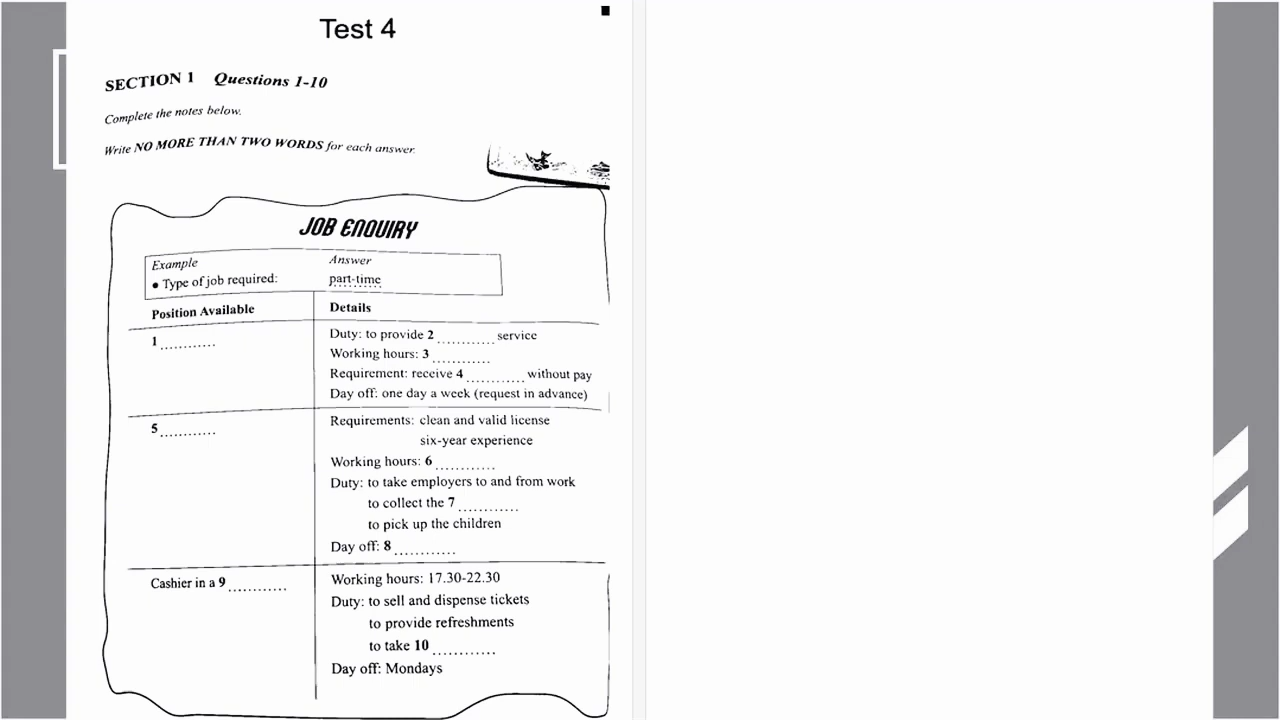 Test 4
SECTION 1 Questions 1-10
Complete the notes below.
Write NO MORE THAN TWO WORDS for each answer.
JOB ENQUIRY
Example Answer
• Type of job required: part-time
Position Available Details
1 ............ Duty: to provide 2 ............ service
Working hours: 3 ............
Requirement: receive 4 ............ without pay
Day off: one day a week (request in advance)
5 ............ Requirements: clean and valid license
six-year experience
Working hours: 6 ............
Duty: to take employers to and from work
to collect the 7 ............
to pick up the children
Day off: 8 ............
Cashier in a 9 ............ Working hours: 17.30-22.30
Duty: to sell and dispense tickets
to provide refreshments
to take 10 ............
Day off: Mondays